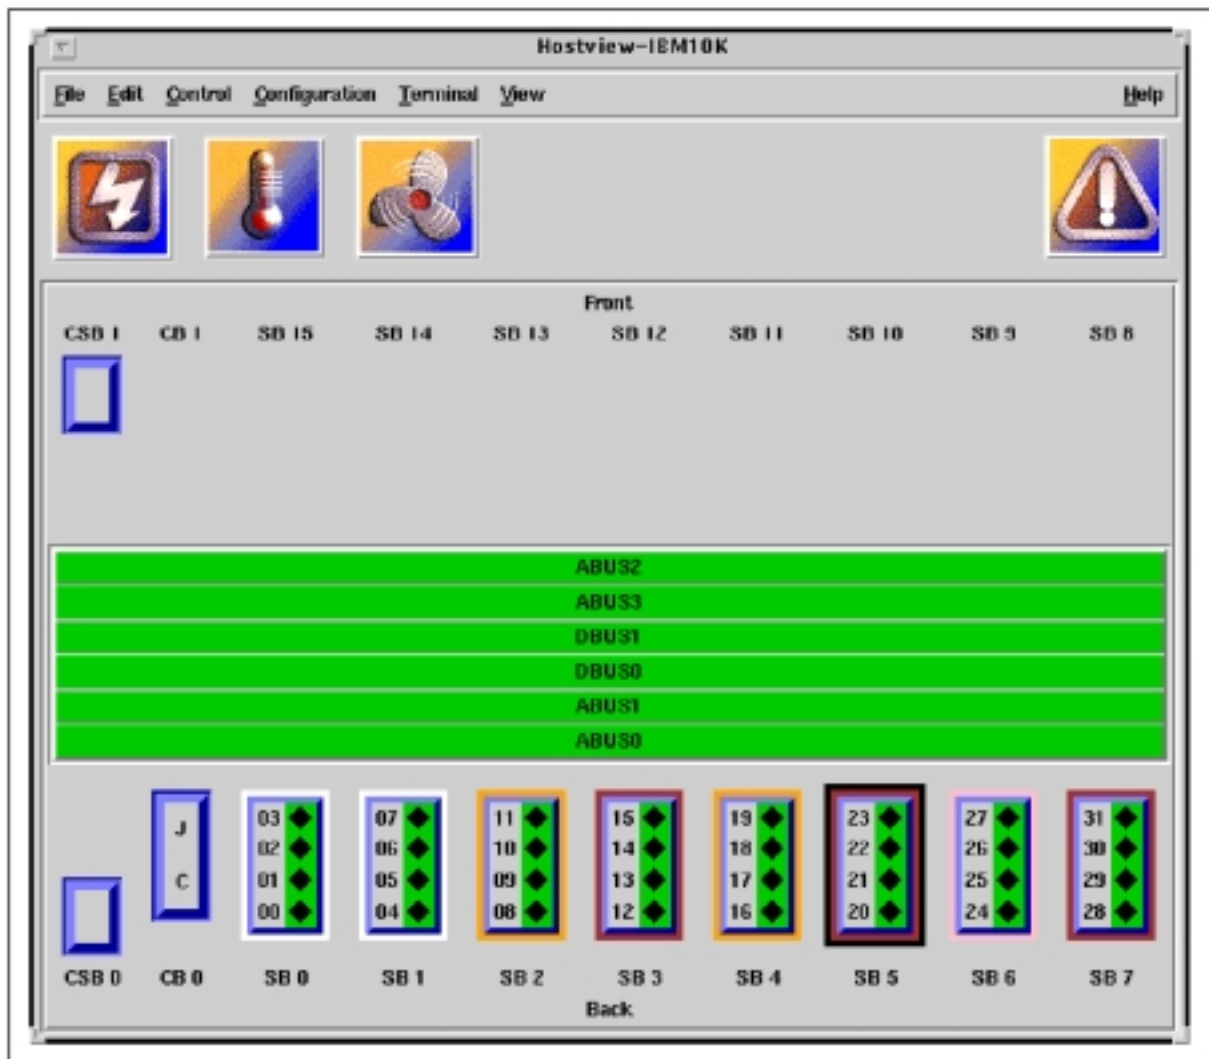 Hostview-IBM10K
File Edit Control Configuration Terminal View Help
Front
CSB 1 CB 1 SB 15 SB 14 SB 13 SB 12 SB 11 SB 10 SB 9 SB 8
ABUS2
ABUS3
DBUS1
DBUS0
ABUS1
ABUS0
J
C
03 07 11 15 19 23 27 31
02 06 10 14 18 22 26 30
01 05 09 13 17 21 25 29
00 04 08 12 16 20 24 28
CSB 0 CB 0 SB 0 SB 1 SB 2 SB 3 SB 4 SB 5 SB 6 SB 7
Back